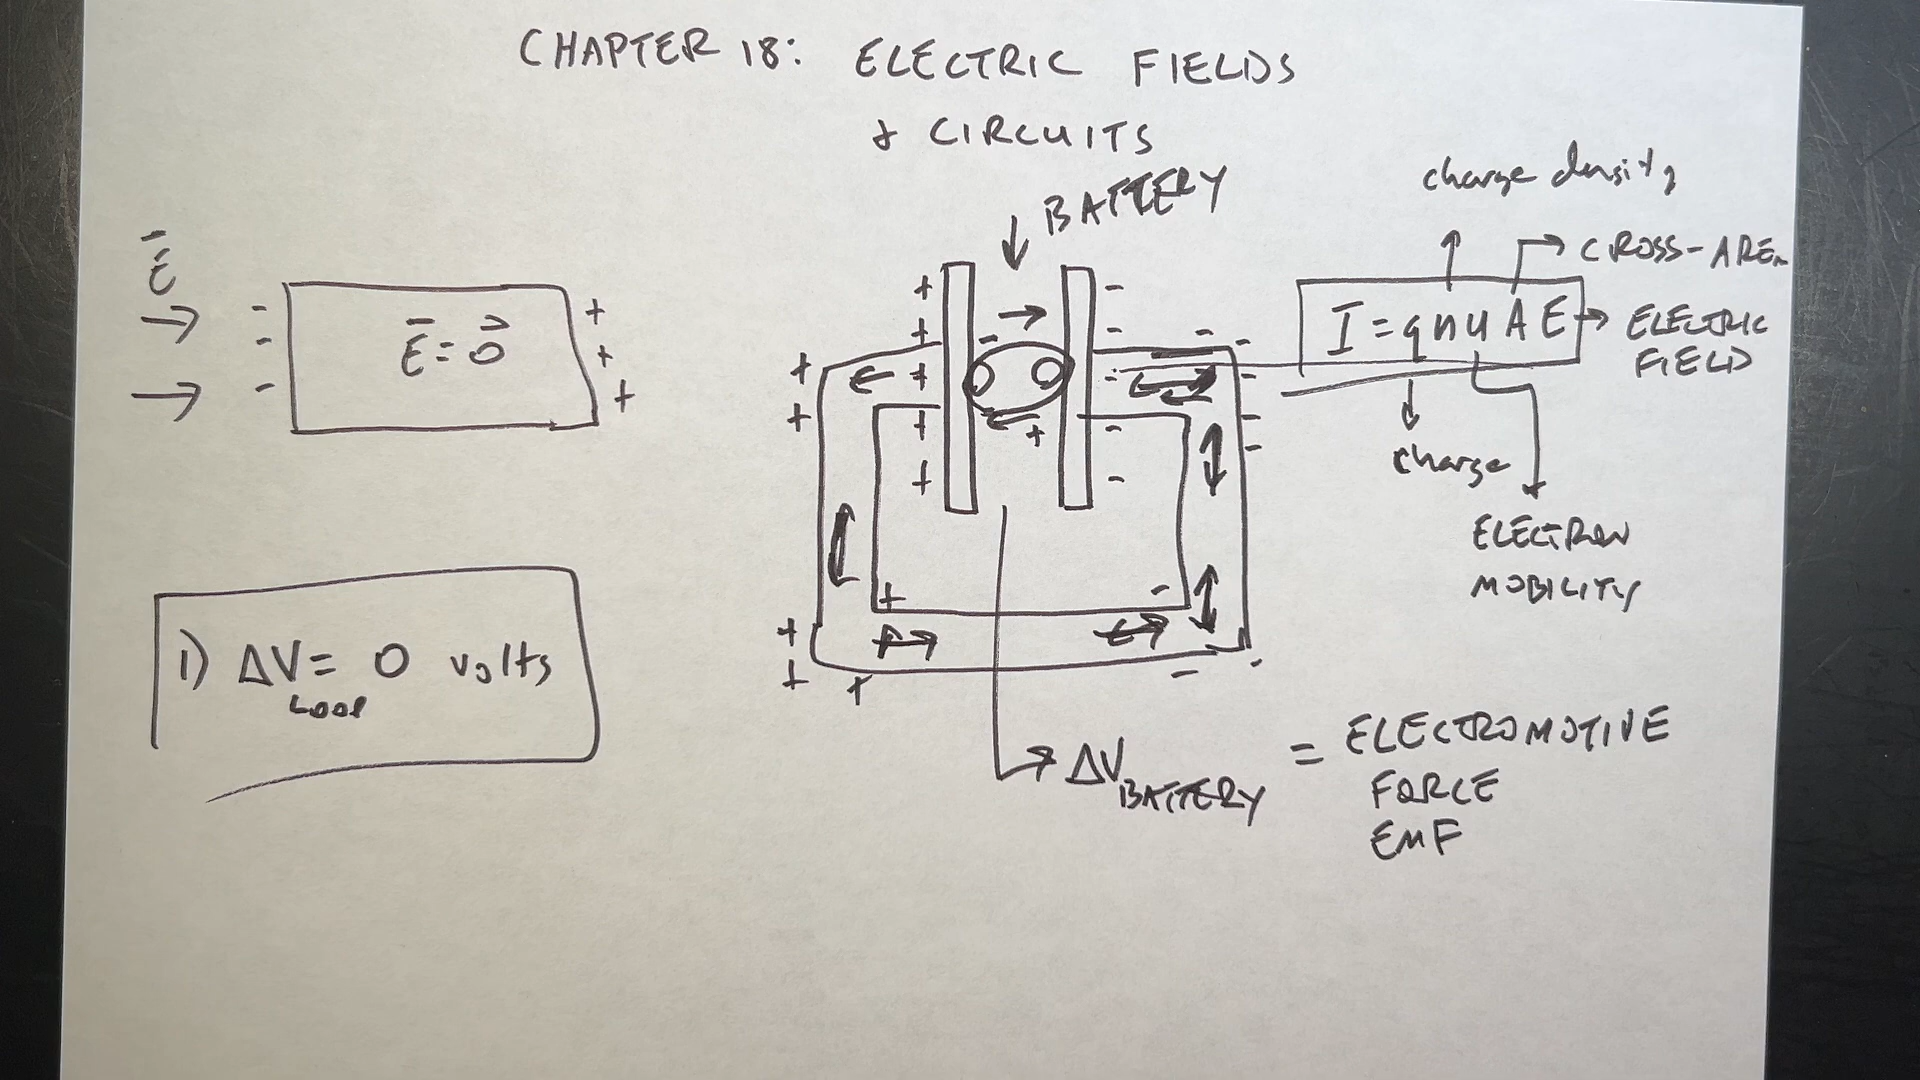 CHAPTER 18: ELECTRIC FIELDS
& CIRCUITS
BATTERY
charge density
CROSS-AREA
E
E = 0
I = q n u A E
ELECTRIC
FIELD
charge
ELECTRON
MOBILITY
1) ΔV = 0 volts
LOOP
ΔV BATTERY = ELECTROMOTIVE
FORCE
EMF